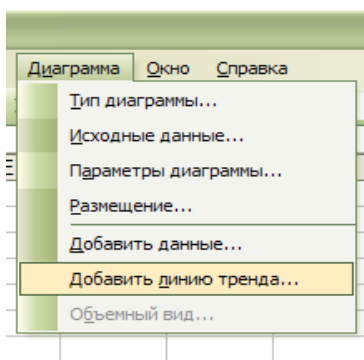 Диаграмма Окно Справка
Тип диаграммы...
Исходные данные...
Параметры диаграммы...
Размещение...
Добавить данные...
Добавить линию тренда...
Объемный вид...